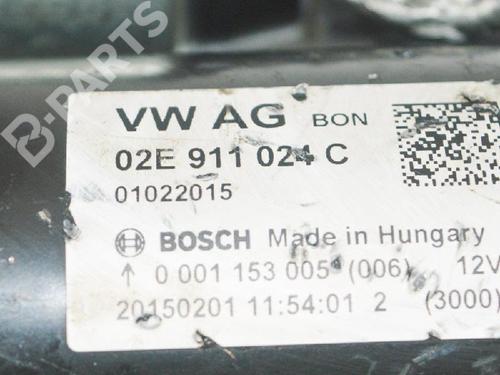 B-PARTS
VW AG BON
02E 911 024 C
01022015
BOSCH Made in Hungary
↑ 0 001 153 005 (006) 12V
20150201 11:54:01 2 (3000)